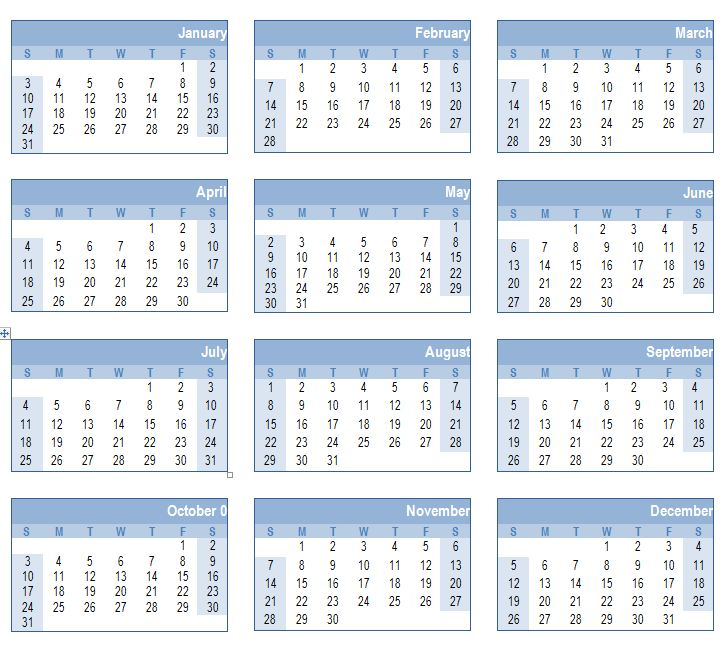 January
S M T W T F S
1 2
3 4 5 6 7 8 9
10 11 12 13 14 15 16
17 18 19 20 21 22 23
24 25 26 27 28 29 30
31
February
S M T W T F S
1 2 3 4 5 6
7 8 9 10 11 12 13
14 15 16 17 18 19 20
21 22 23 24 25 26 27
28
March
S M T W T F S
1 2 3 4 5 6
7 8 9 10 11 12 13
14 15 16 17 18 19 20
21 22 23 24 25 26 27
28 29 30 31
April
S M T W T F S
1 2 3
4 5 6 7 8 9 10
11 12 13 14 15 16 17
18 19 20 21 22 23 24
25 26 27 28 29 30
May
S M T W T F S
1
2 3 4 5 6 7 8
9 10 11 12 13 14 15
16 17 18 19 20 21 22
23 24 25 26 27 28 29
30 31
June
S M T W T F S
1 2 3 4 5
6 7 8 9 10 11 12
13 14 15 16 17 18 19
20 21 22 23 24 25 26
27 28 29 30
July
S M T W T F S
1 2 3
4 5 6 7 8 9 10
11 12 13 14 15 16 17
18 19 20 21 22 23 24
25 26 27 28 29 30 31
August
S M T W T F S
1 2 3 4 5 6 7
8 9 10 11 12 13 14
15 16 17 18 19 20 21
22 23 24 25 26 27 28
29 30 31
September
S M T W T F S
1 2 3 4
5 6 7 8 9 10 11
12 13 14 15 16 17 18
19 20 21 22 23 24 25
26 27 28 29 30
October 0
S M T W T F S
1 2
3 4 5 6 7 8 9
10 11 12 13 14 15 16
17 18 19 20 21 22 23
24 25 26 27 28 29 30
31
November
S M T W T F S
1 2 3 4 5 6
7 8 9 10 11 12 13
14 15 16 17 18 19 20
21 22 23 24 25 26 27
28 29 30
December
S M T W T F S
1 2 3 4
5 6 7 8 9 10 11
12 13 14 15 16 17 18
19 20 21 22 23 24 25
26 27 28 29 30 31